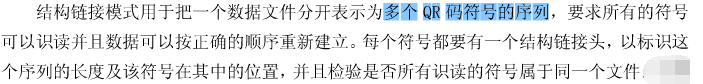 结构链接模式用于把一个数据文件分开表示为多个 QR 码符号的序列，要求所有的符号
可以识读并且数据可以按正确的顺序重新建立。每个符号都要有一个结构链接头，以标识这
个序列的长度及该符号在其中的位置，并且检验是否所有识读的符号属于同一个文件